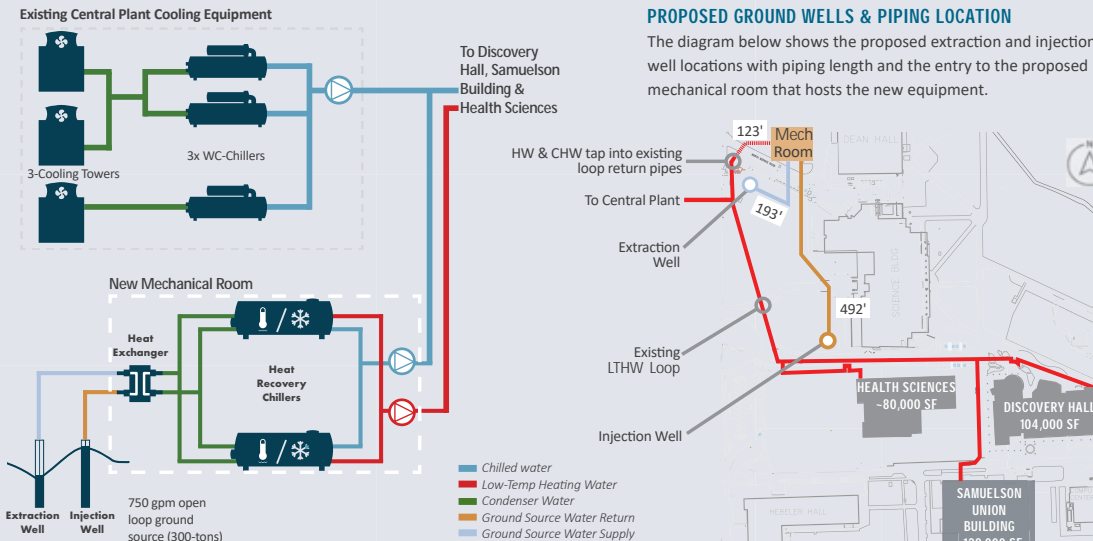 Existing Central Plant Cooling Equipment
To Discovery
Hall, Samuelson
Building &
Health Sciences
3x WC-Chillers
3-Cooling Towers
New Mechanical Room
Heat
Exchanger
Heat
Recovery
Chillers
Extraction
Well
Injection
Well
750 gpm open
loop ground
source (300-tons)
Chilled water
Low-Temp Heating Water
Condenser Water
Ground Source Water Return
Ground Source Water Supply
PROPOSED GROUND WELLS & PIPING LOCATION
The diagram below shows the proposed extraction and injection
well locations with piping length and the entry to the proposed
mechanical room that hosts the new equipment.
123'
Mech
Room
DEAN HALL
N
HW & CHW tap into existing
loop return pipes
To Central Plant
193'
Extraction
Well
SCIENCE BLDG
492'
Existing
LTHW Loop
HEALTH SCIENCES
~80,000 SF
DISCOVERY HALL
104,000 SF
Injection Well
SAMUELSON
UNION
BUILDING
HEBELER HALL